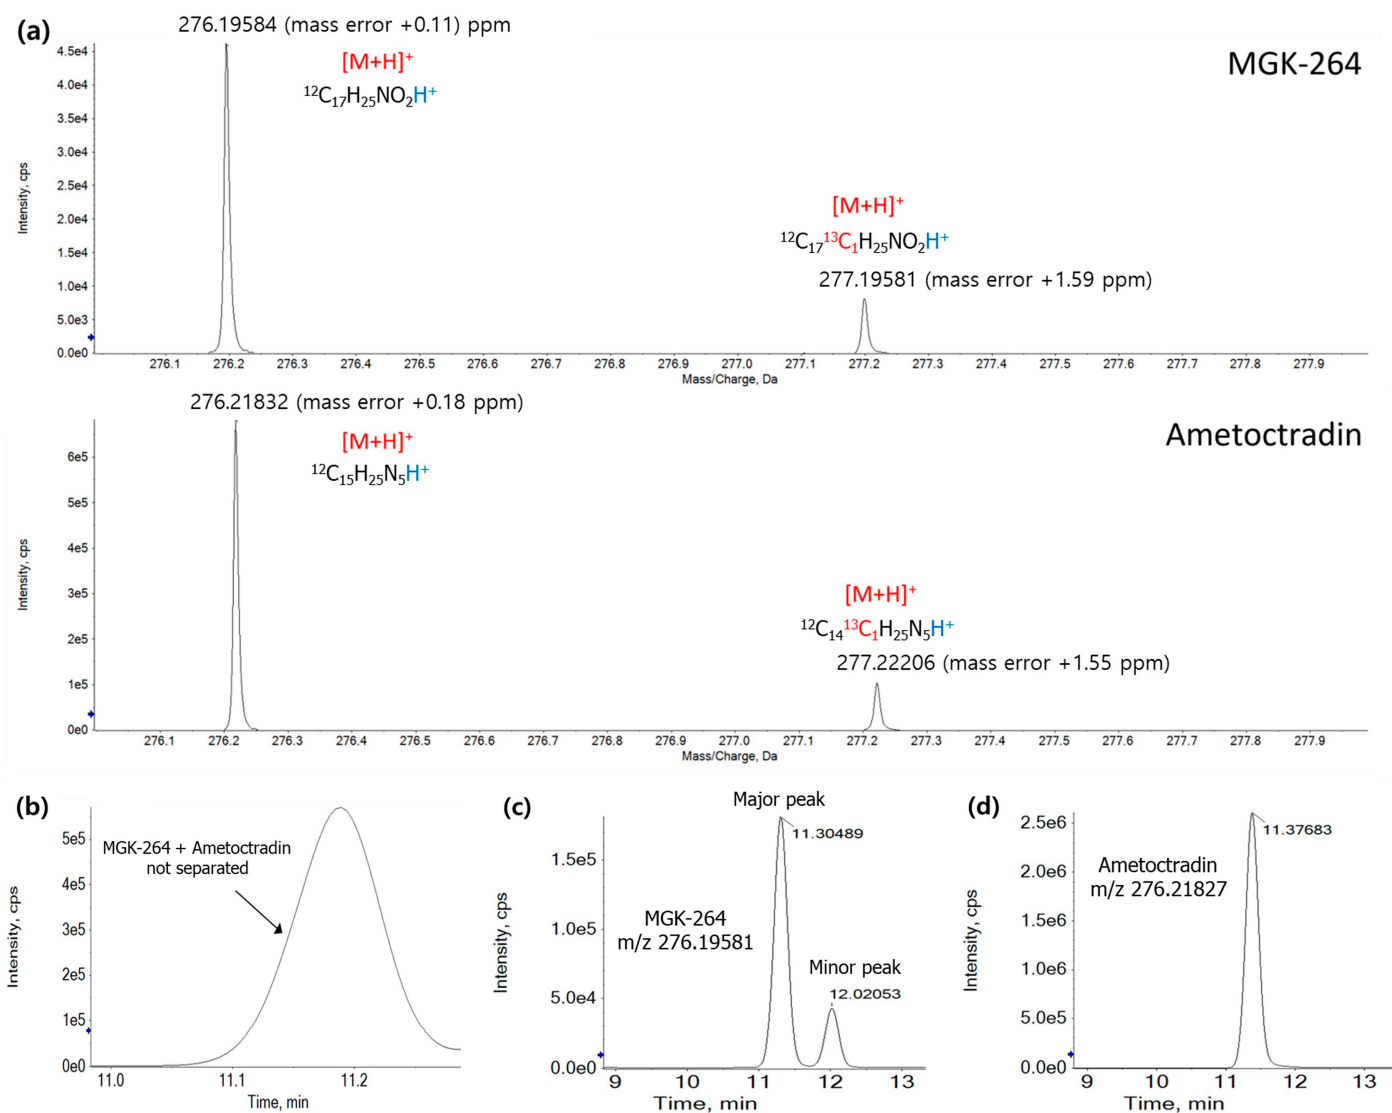 (a)
276.19584 (mass error +0.11) ppm
[M+H]⁺
¹²C₁₇H₂₅NO₂H⁺
MGK-264
[M+H]⁺
¹²C₁₇¹³C₁H₂₅NO₂H⁺
277.19581 (mass error +1.59 ppm)
Intensity, cps
4.5e4
4.0e4
3.5e4
3.0e4
2.5e4
2.0e4
1.5e4
1.0e4
5.0e3
0.0e0
276.1 276.2 276.3 276.4 276.5 276.6 276.7 276.8 276.9 277.0 277.1 277.2 277.3 277.4 277.5 277.6 277.7 277.8 277.9
Mass/Charge, Da
276.21832 (mass error +0.18 ppm)
[M+H]⁺
¹²C₁₅H₂₅N₅H⁺
Ametoctradin
[M+H]⁺
¹²C₁₄¹³C₁H₂₅N₅H⁺
277.22206 (mass error +1.55 ppm)
Intensity, cps
6e5
5e5
4e5
3e5
2e5
1e5
0e0
276.1 276.2 276.3 276.4 276.5 276.6 276.7 276.8 276.9 277.0 277.1 277.2 277.3 277.4 277.5 277.6 277.7 277.8 277.9
Mass/Charge, Da
(b)
MGK-264 + Ametoctradin
not separated
Intensity, cps
5e5
4e5
3e5
2e5
1e5
0e0
11.0 11.1 11.2
Time, min
(c)
Major peak
11.30489
MGK-264
m/z 276.19581
Minor peak
12.02053
Intensity, cps
1.5e5
1.0e5
5.0e4
0.0e0
9 10 11 12 13
Time, min
(d)
11.37683
Ametoctradin
m/z 276.21827
Intensity, cps
2.5e6
2.0e6
1.5e6
1.0e6
5.0e5
0.0e0
9 10 11 12 13
Time, min